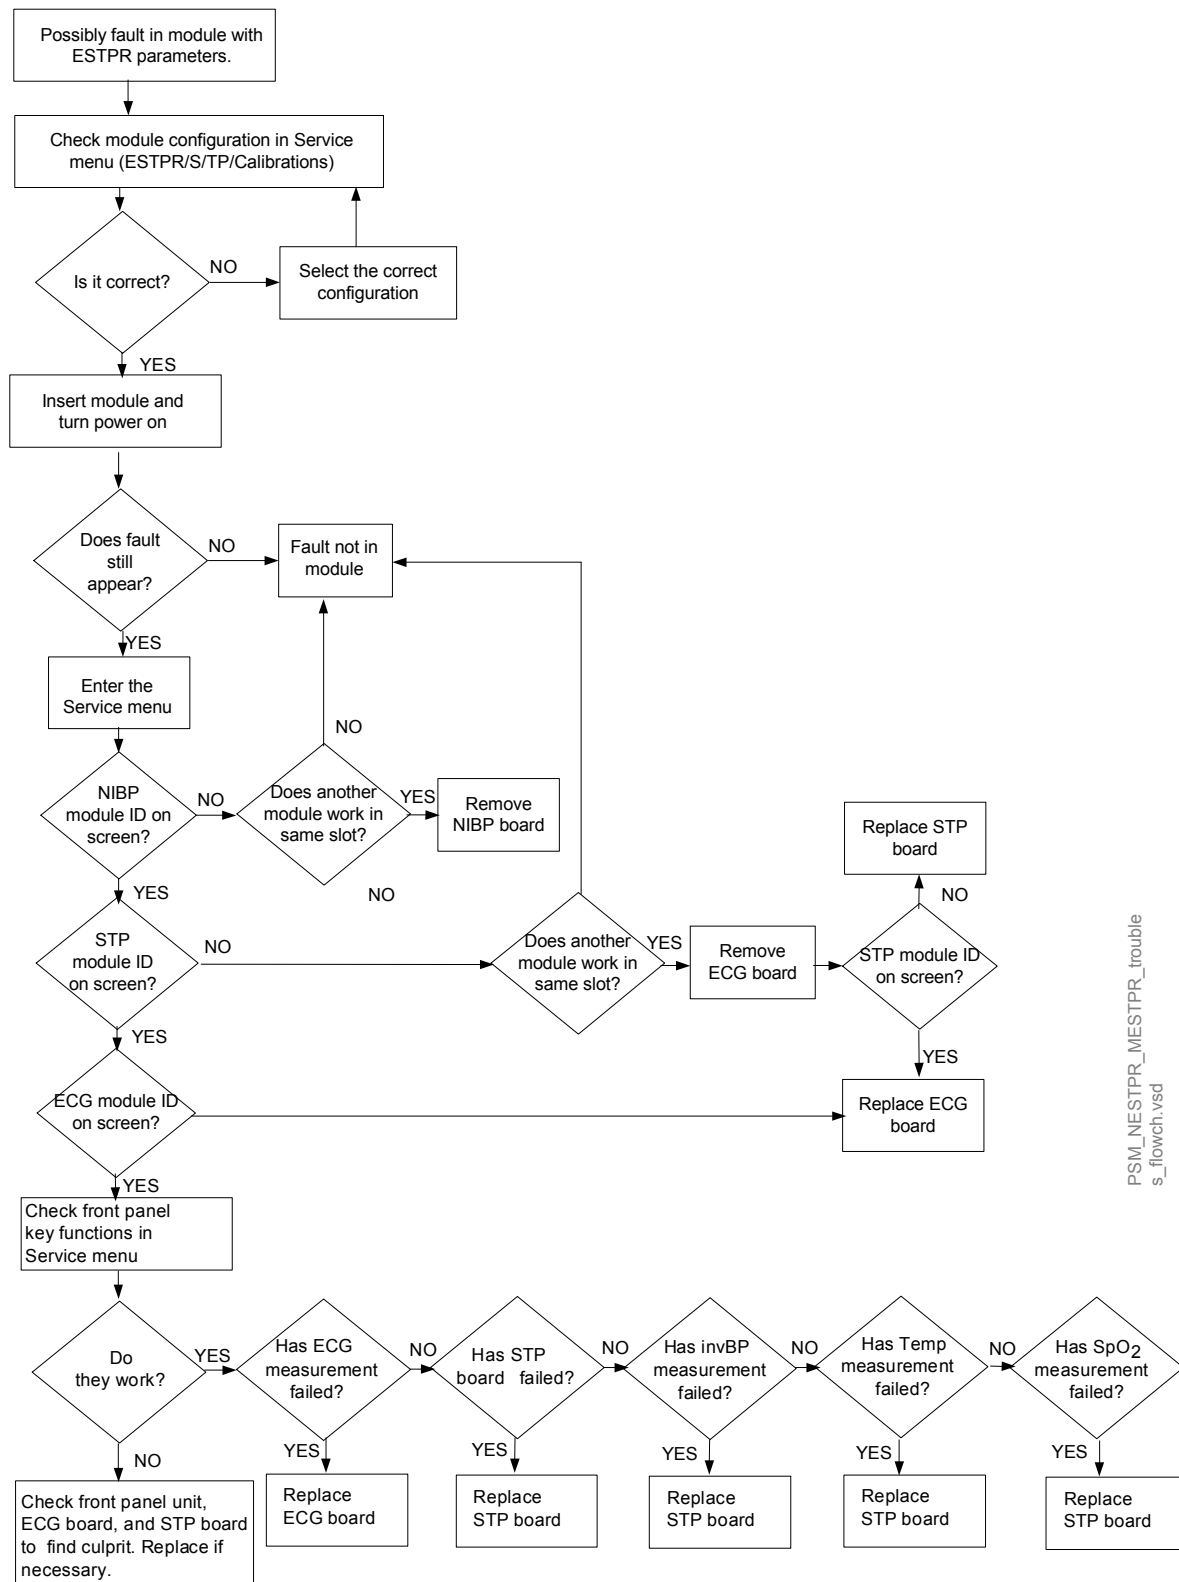 Possibly fault in module with
ESTPR parameters.
Check module configuration in Service
menu (ESTPR/S/TP/Calibrations)
Is it correct?
NO
Select the correct
configuration
YES
Insert module and
turn power on
Does fault
still
appear?
NO
Fault not in
module
YES
Enter the
Service menu
NO
NIBP
module ID on
screen?
NO
Does another
module work in
same slot?
YES
Remove
NIBP board
Replace STP
board
YES
NO
NO
STP
module ID
on screen?
NO
Does another
module work in
same slot?
YES
Remove
ECG board
STP module ID
on screen?
YES
YES
ECG module ID
on screen?
Replace ECG
board
YES
Check front panel
key functions in
Service menu
Do
they work?
YES
Has ECG
measurement
failed?
NO
Has STP
board failed?
NO
Has invBP
measurement
failed?
NO
Has Temp
measurement
failed?
NO
Has SpO2
measurement
failed?
NO
YES
YES
YES
YES
YES
Check front panel unit,
ECG board, and STP board
to find culprit. Replace if
necessary.
Replace
ECG board
Replace
STP board
Replace
STP board
Replace
STP board
Replace
STP board
PSM_NESTPR_MESTPR_trouble
s_flowch.vsd